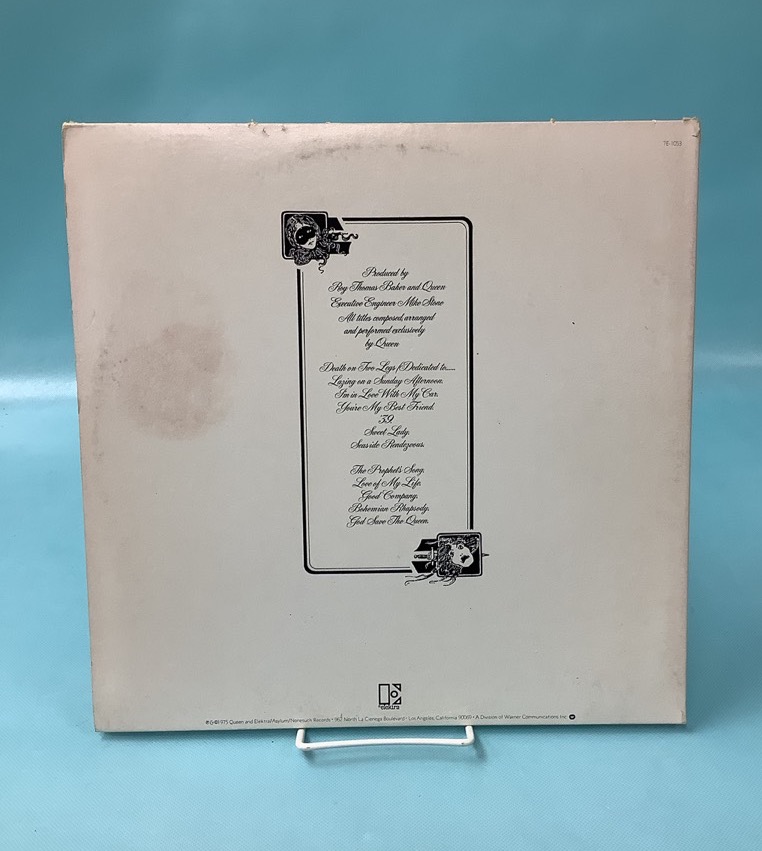 7E-1053
Produced by
Roy Thomas Baker and Queen
Executive Engineer Mike Stone
All titles composed, arranged
and performed exclusively
by Queen
Death on Two Legs (Dedicated to......
Lazing on a Sunday Afternoon.
I'm in Love With My Car.
You're My Best Friend.
'39.
Sweet Lady.
Seaside Rendezvous.
The Prophet's Song.
Love of My Life.
Good Company.
Bohemian Rhapsody.
God Save The Queen.
elektra
℗ © 1975 Queen and Elektra/Asylum/Nonesuch Records • 962 North La Cienega Boulevard • Los Angeles, California 90069 • A Division of Warner Communications Inc.